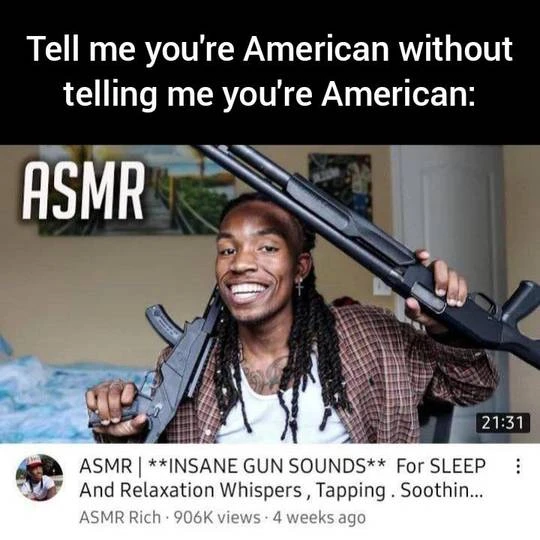 Tell me you're American without
telling me you're American:
ASMR
21:31
ASMR | **INSANE GUN SOUNDS** For SLEEP
And Relaxation Whispers , Tapping . Soothin...
ASMR Rich · 906K views · 4 weeks ago